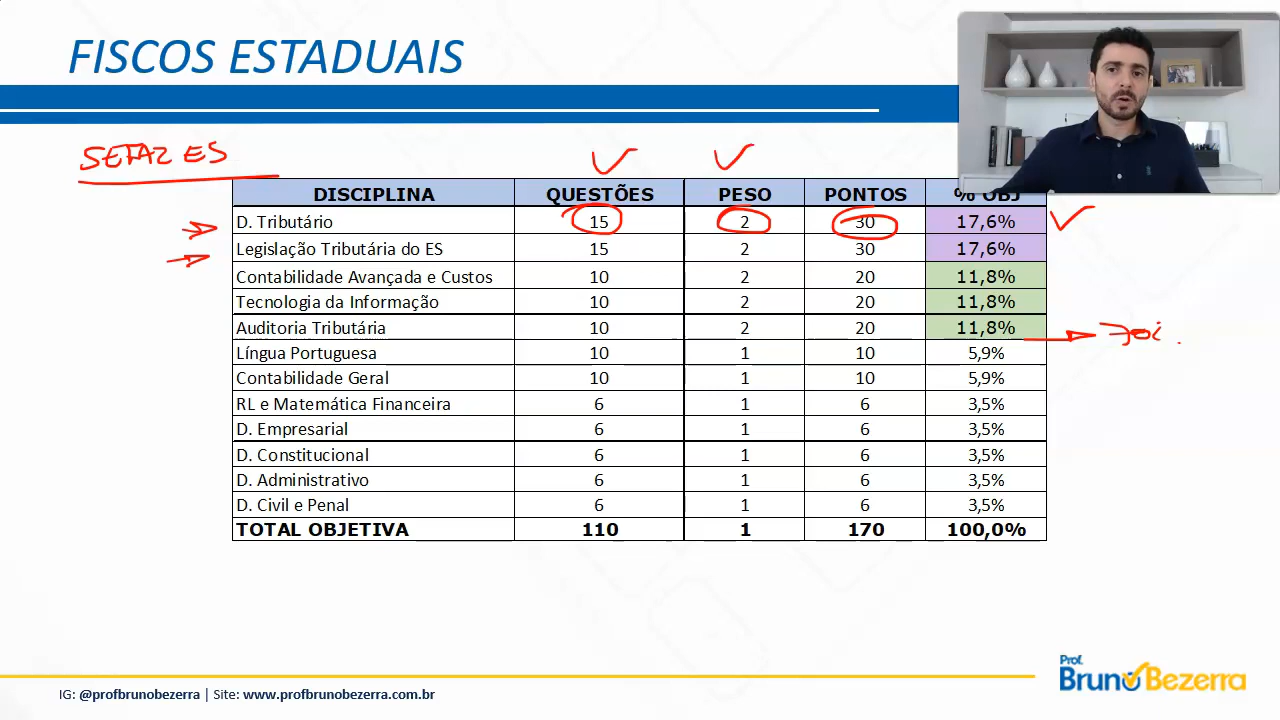 FISCOS ESTADUAIS
SEFAZ ES
DISCIPLINA QUESTÕES PESO PONTOS % OBJ
D. Tributário 15 2 30 17,6%
Legislação Tributária do ES 15 2 30 17,6%
Contabilidade Avançada e Custos 10 2 20 11,8%
Tecnologia da Informação 10 2 20 11,8%
Auditoria Tributária 10 2 20 11,8%
Língua Portuguesa 10 1 10 5,9%
Contabilidade Geral 10 1 10 5,9%
RL e Matemática Financeira 6 1 6 3,5%
D. Empresarial 6 1 6 3,5%
D. Constitucional 6 1 6 3,5%
D. Administrativo 6 1 6 3,5%
D. Civil e Penal 6 1 6 3,5%
TOTAL OBJETIVA 110 1 170 100,0%
Prof.
Bruno Bezerra
IG: @profbrunobezerra | Site: www.profbrunobezerra.com.br